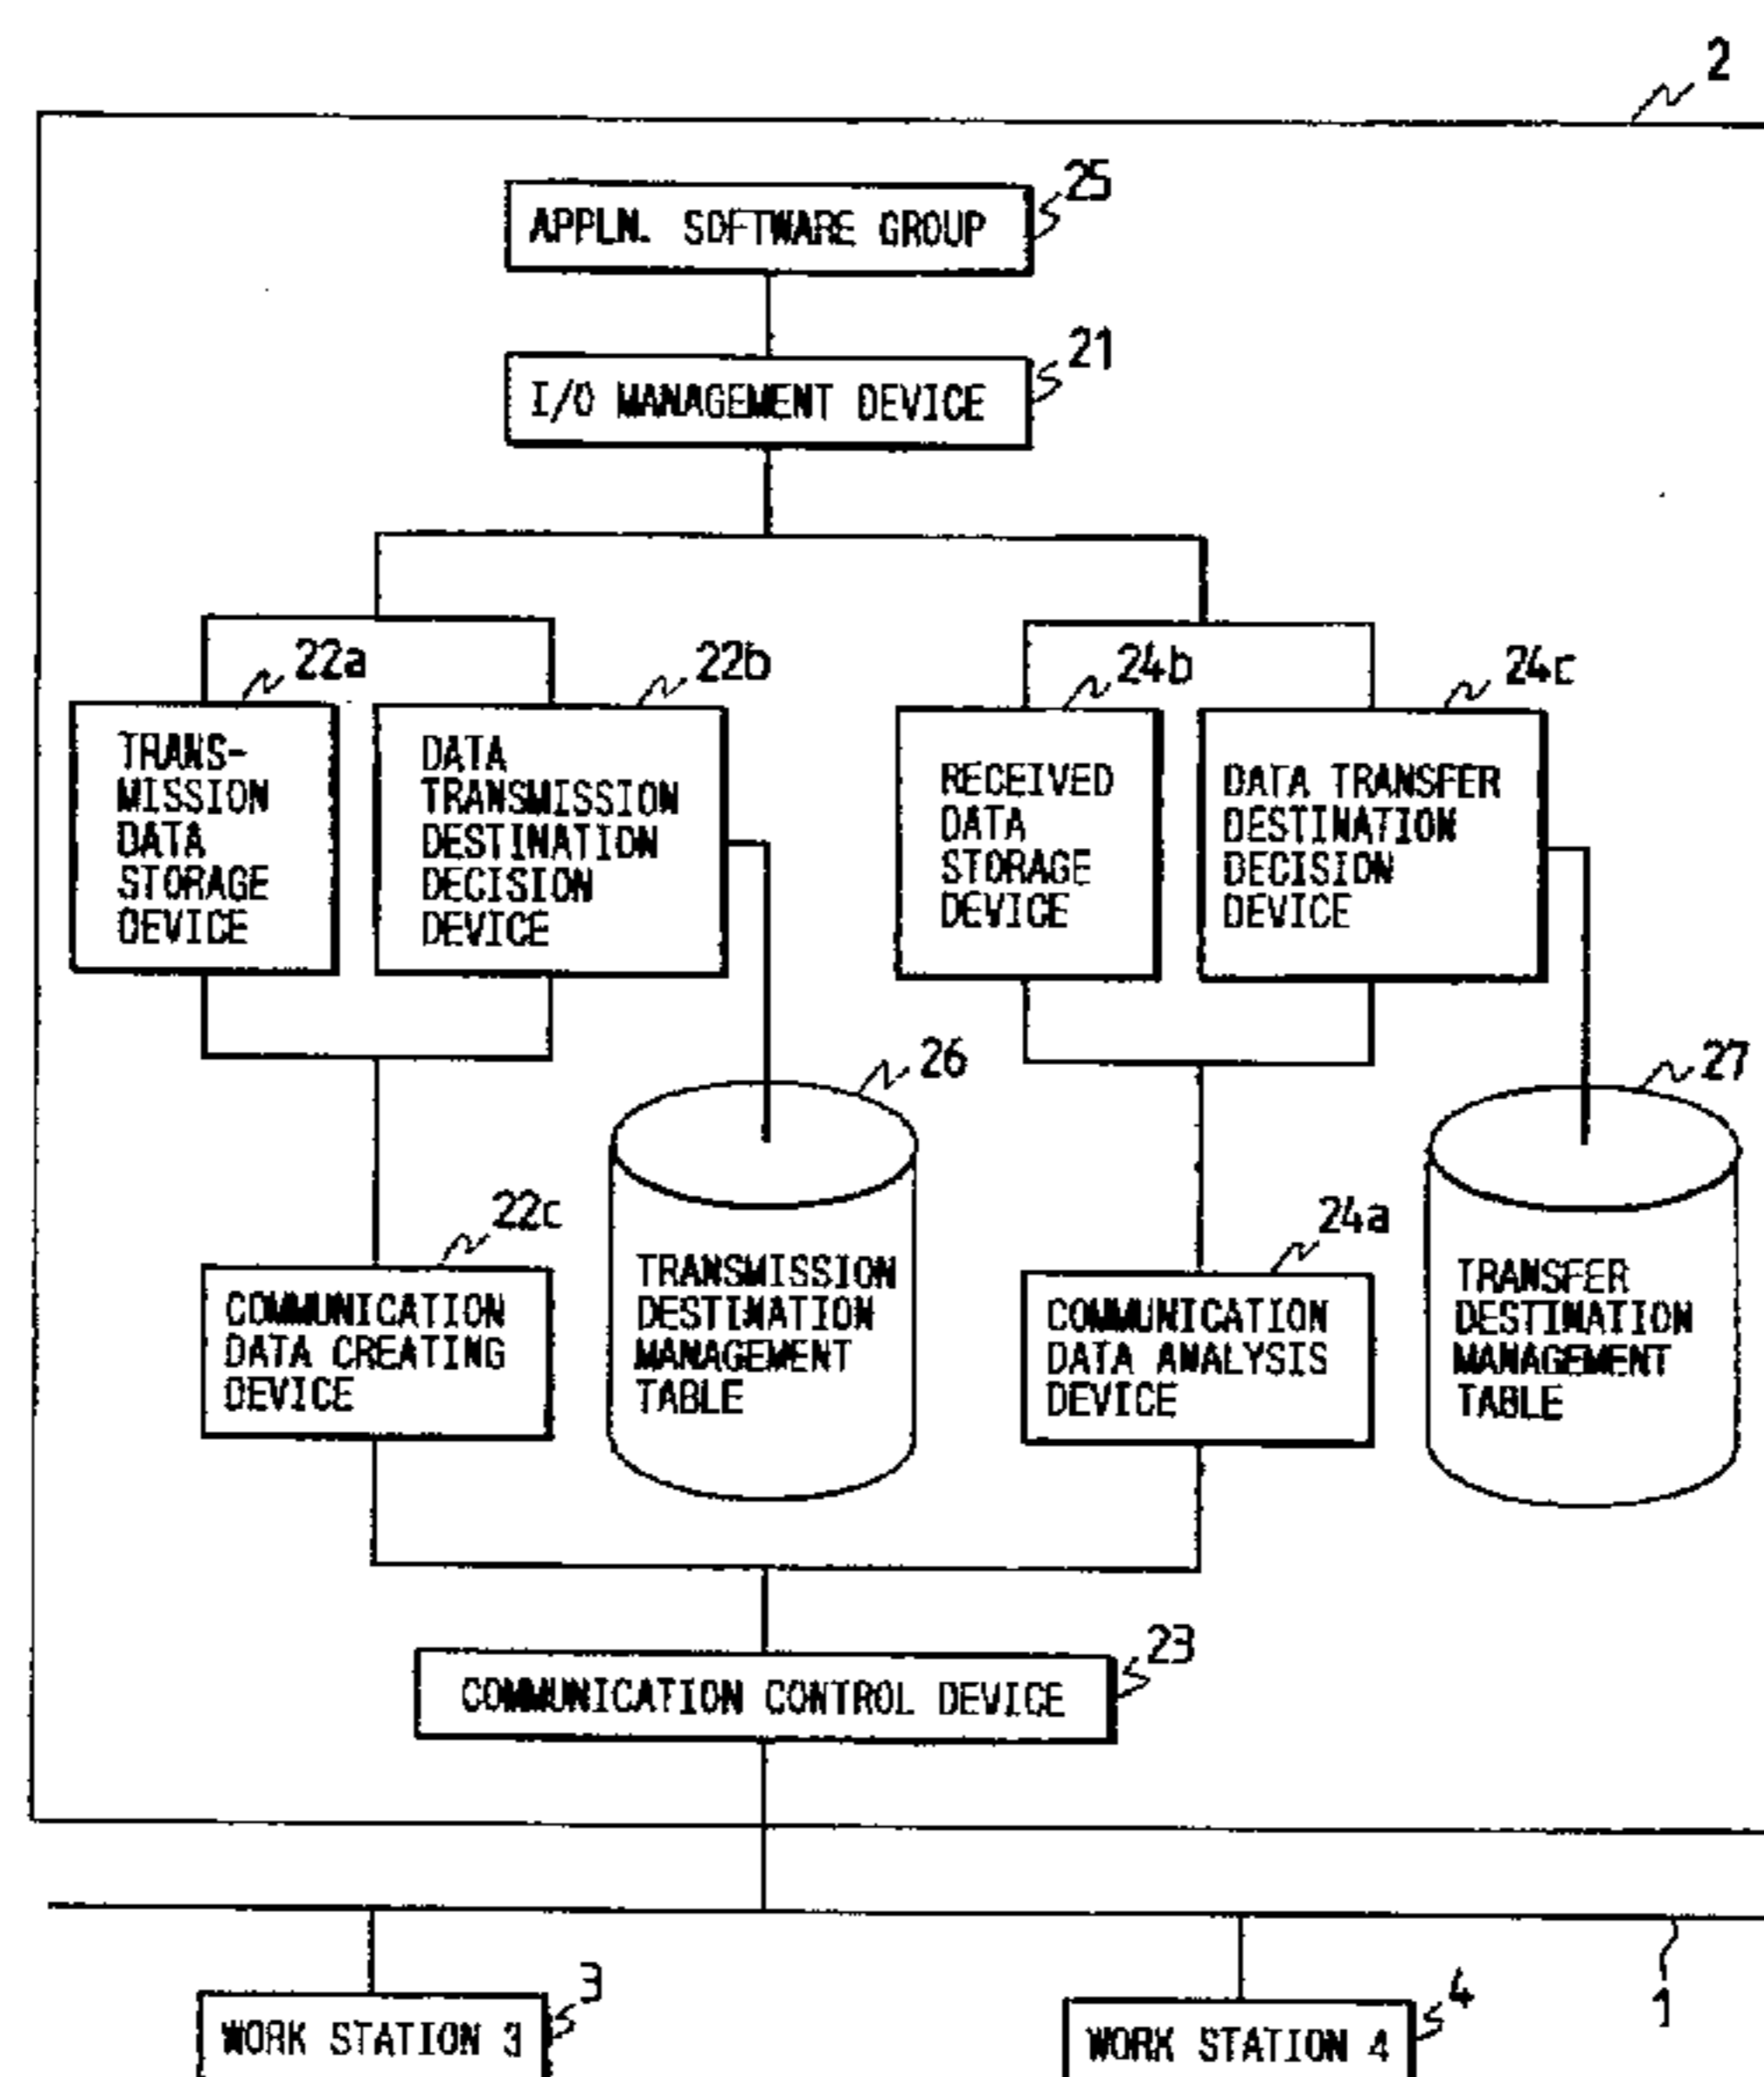 2
25
APPLN. SOFTWARE GROUP
21
I/O MANAGEMENT DEVICE
22a
22b
24b
24c
TRANS-
MISSION
DATA
STORAGE
DEVICE
DATA
TRANSMISSION
DESTINATION
DECISION
DEVICE
RECEIVED
DATA
STORAGE
DEVICE
DATA TRANSFER
DESTINATION
DECISION
DEVICE
26
27
22c
24a
COMMUNICATION
DATA CREATING
DEVICE
TRANSMISSION
DESTINATION
MANAGEMENT
TABLE
COMMUNICATION
DATA ANALYSIS
DEVICE
TRANSFER
DESTINATION
MANAGEMENT
TABLE
23
COMMUNICATION CONTROL DEVICE
3
4
1
WORK STATION 3
WORK STATION 4